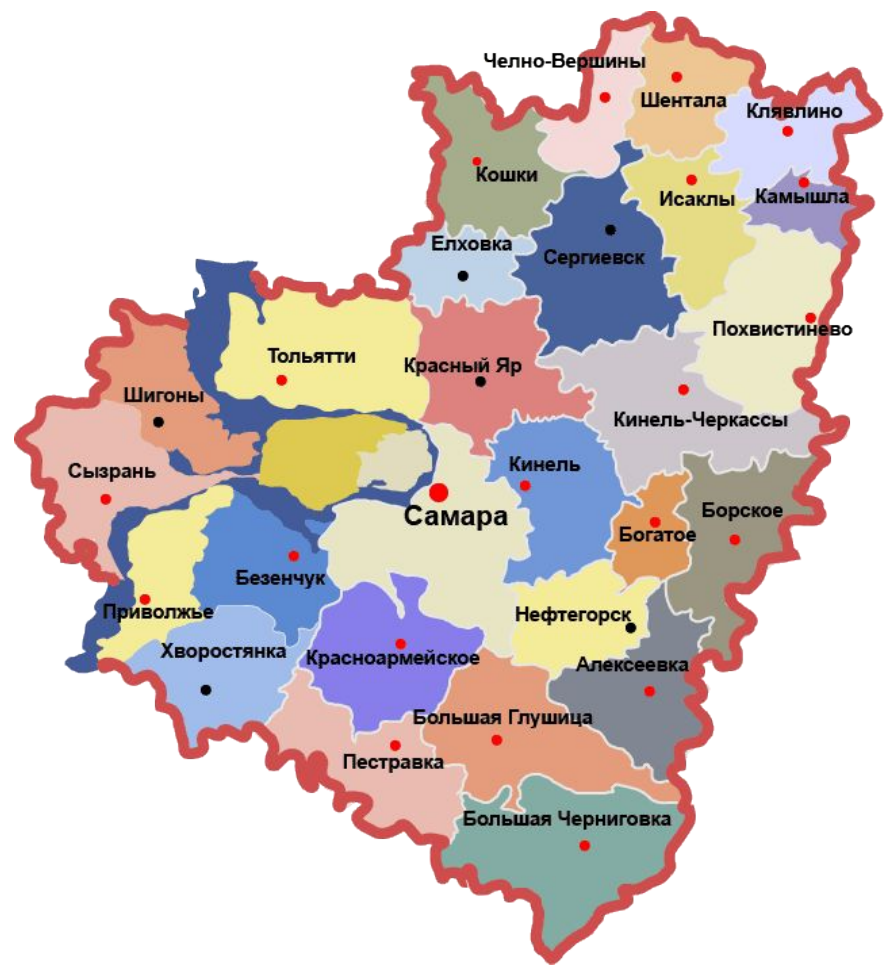 Челно-Вершины
Шентала
Клявлино
Кошки
Исаклы
Камышла
Елховка
Сергиевск
Похвистнево
Тольятти
Красный Яр
Шигоны
Кинель-Черкассы
Сызрань
Кинель
Самара
Богатое
Борское
Безенчук
Приволжье
Нефтегорск
Хворостянка
Красноармейское
Алексеевка
Большая Глушица
Пестравка
Большая Черниговка